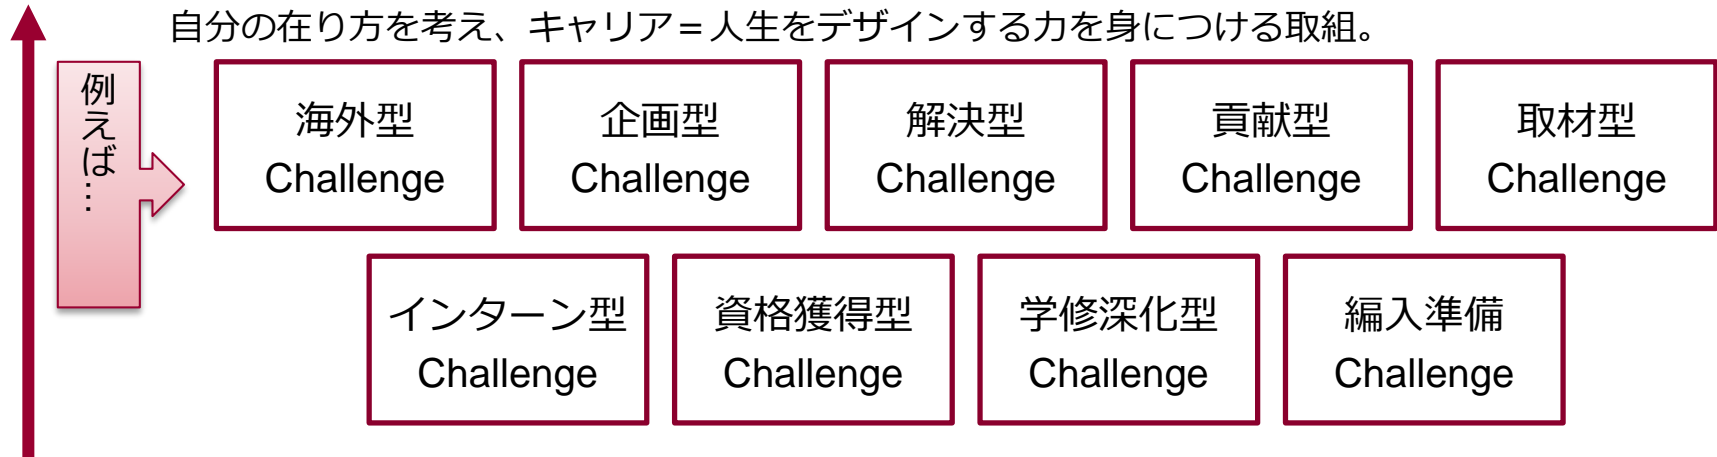 自分の在り方を考え、キャリア＝人生をデザインする力を身につける取組。
例えば…
海外型
Challenge
企画型
Challenge
解決型
Challenge
貢献型
Challenge
取材型
Challenge
インターン型
Challenge
資格獲得型
Challenge
学修深化型
Challenge
編入準備
Challenge